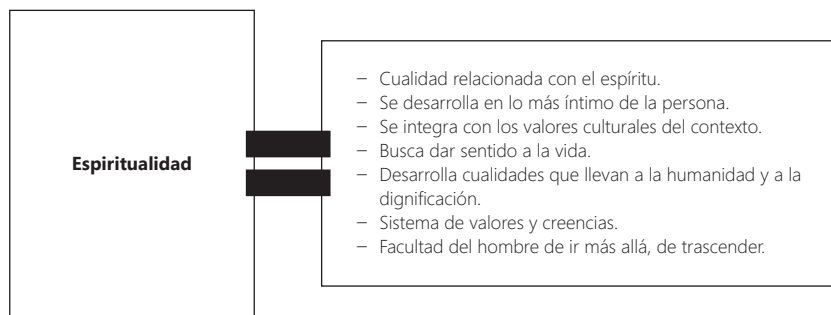 Espiritualidad
– Cualidad relacionada con el espíritu.
– Se desarrolla en lo más íntimo de la persona.
– Se integra con los valores culturales del contexto.
– Busca dar sentido a la vida.
– Desarrolla cualidades que llevan a la humanidad y a la
dignificación.
– Sistema de valores y creencias.
– Facultad del hombre de ir más allá, de trascender.